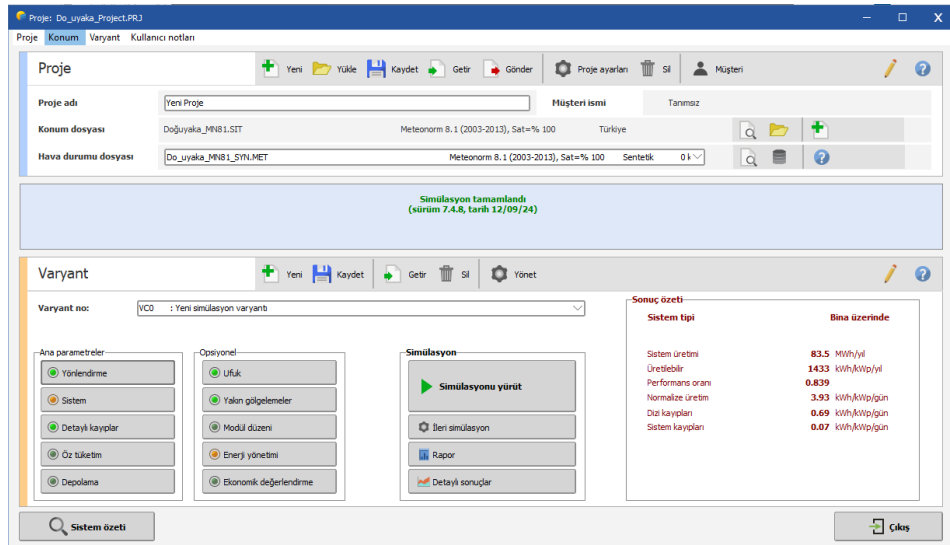 Proje: Do_uyaka_Project.PRJ
Proje Konum Varyant Kullanıcı notları
Proje Yeni Yükle Kaydet Getir Gönder Proje ayarları Sil Müşteri
Proje adı Yeni Proje Müşteri ismi Tanımsız
Konum dosyası Doğuyaka_MN81.SIT Meteonorm 8.1 (2003-2013), Sat=% 100 Türkiye
Hava durumu dosyası Do_uyaka_MN81_SYN.MET Meteonorm 8.1 (2003-2013), Sat=% 100 Sentetik 0 k
Simülasyon tamamlandı
(sürüm 7.4.8, tarih 12/09/24)
Varyant Yeni Kaydet Getir Sil Yönet
Varyant no: VC0 : Yeni simülasyon varyantı
Ana parametreler
Yönlendirme
Sistem
Detaylı kayıplar
Öz tüketim
Depolama
Opsiyonel
Ufuk
Yakın gölgelemeler
Modül düzeni
Enerji yönetimi
Ekonomik değerlendirme
Simülasyon
Simülasyonu yürüt
İleri simülasyon
Rapor
Detaylı sonuçlar
Sonuç özeti
Sistem tipi Bina üzerinde
Sistem üretimi 83.5 MWh/yıl
Üretilebilir 1433 kWh/kWp/yıl
Performans oranı 0.839
Normalize üretim 3.93 kWh/kWp/gün
Dizi kayıpları 0.69 kWh/kWp/gün
Sistem kayıpları 0.07 kWh/kWp/gün
Sistem özeti
Çıkış